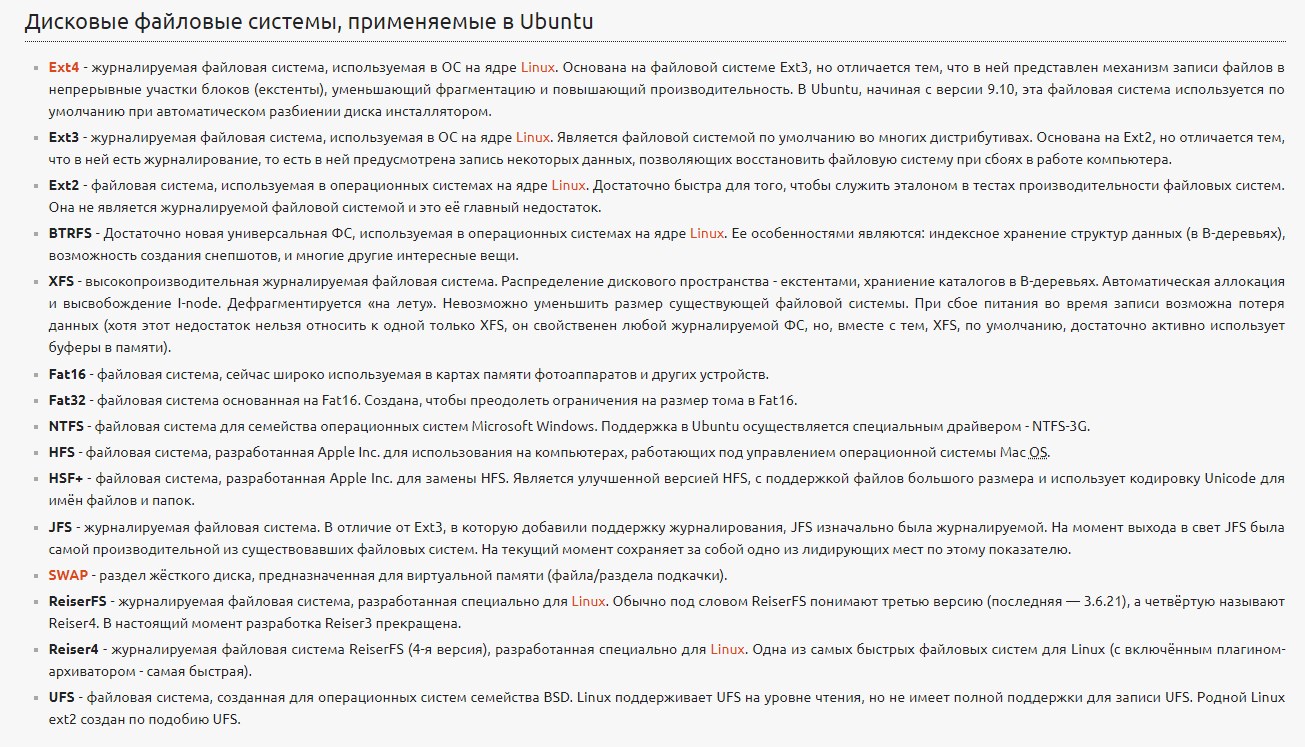 Дисковые файловые системы, применяемые в Ubuntu
Ext4 - журналируемая файловая система, используемая в ОС на ядре Linux. Основана на файловой системе Ext3, но отличается тем, что в ней представлен механизм записи файлов в
непрерывные участки блоков (екстенты), уменьшающий фрагментацию и повышающий производительность. В Ubuntu, начиная с версии 9.10, эта файловая система используется по
умолчанию при автоматическом разбиении диска инсталлятором.
Ext3 - журналируемая файловая система, используемая в ОС на ядре Linux. Является файловой системой по умолчанию во многих дистрибутивах. Основана на Ext2, но отличается тем,
что в ней есть журналирование, то есть в ней предусмотрена запись некоторых данных, позволяющих восстановить файловую систему при сбоях в работе компьютера.
Ext2 - файловая система, используемая в операционных системах на ядре Linux. Достаточно быстра для того, чтобы служить эталоном в тестах производительности файловых систем.
Она не является журналируемой файловой системой и это её главный недостаток.
BTRFS - Достаточно новая универсальная ФС, используемая в операционных системах на ядре Linux. Ее особенностями являются: индексное хранение структур данных (в B-деревьях),
возможность создания снепшотов, и многие другие интересные вещи.
XFS - высокопроизводительная журналируемая файловая система. Распределение дискового пространства - екстентами, храниение каталогов в B-деревьях. Автоматическая аллокация
и высвобождение I-node. Дефрагментируется «на лету». Невозможно уменьшить размер существующей файловой системы. При сбое питания во время записи возможна потеря
данных (хотя этот недостаток нельзя относить к одной только XFS, он свойственен любой журналируемой ФС, но, вместе с тем, XFS, по умолчанию, достаточно активно использует
буферы в памяти).
Fat16 - файловая система, сейчас широко используемая в картах памяти фотоаппаратов и других устройств.
Fat32 - файловая система основанная на Fat16. Создана, чтобы преодолеть ограничения на размер тома в Fat16.
NTFS - файловая система для семейства операционных систем Microsoft Windows. Поддержка в Ubuntu осуществляется специальным драйвером - NTFS-3G.
HFS - файловая система, разработанная Apple Inc. для использования на компьютерах, работающих под управлением операционной системы Mac OS.
HSF+ - файловая система, разработанная Apple Inc. для замены HFS. Является улучшенной версией HFS, с поддержкой файлов большого размера и использует кодировку Unicode для
имён файлов и папок.
JFS - журналируемая файловая система. В отличие от Ext3, в которую добавили поддержку журналирования, JFS изначально была журналируемой. На момент выхода в свет JFS была
самой производительной из существовавших файловых систем. На текущий момент сохраняет за собой одно из лидирующих мест по этому показателю.
SWAP - раздел жёсткого диска, предназначенная для виртуальной памяти (файла/раздела подкачки).
ReiserFS - журналируемая файловая система, разработанная специально для Linux. Обычно под словом ReiserFS понимают третью версию (последняя — 3.6.21), а четвёртую называют
Reiser4. В настоящий момент разработка Reiser3 прекращена.
Reiser4 - журналируемая файловая система ReiserFS (4-я версия), разработанная специально для Linux. Одна из самых быстрых файловых систем для Linux (с включённым плагином-
архиватором - самая быстрая).
UFS - файловая система, созданная для операционных систем семейства BSD. Linux поддерживает UFS на уровне чтения, но не имеет полной поддержки для записи UFS. Родной Linux
ext2 создан по подобию UFS.